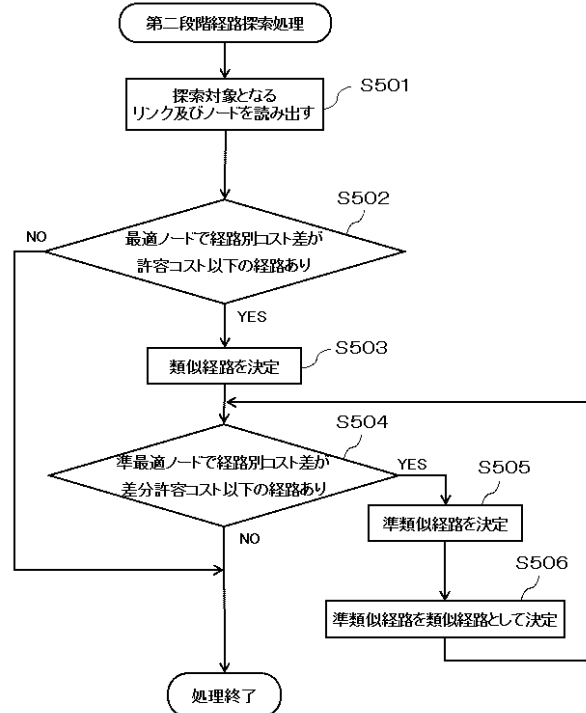 第二段階経路探索処理
S501
探索対象となる
リンク及びノードを読み出す
S502
NO
最適ノードで経路別コスト差が
許容コスト以下の経路あり
YES
S503
類似経路を決定
S504
準最適ノードで経路別コスト差が
差分許容コスト以下の経路あり
YES
S505
準類似経路を決定
NO
S506
準類似経路を類似経路として決定
処理終了